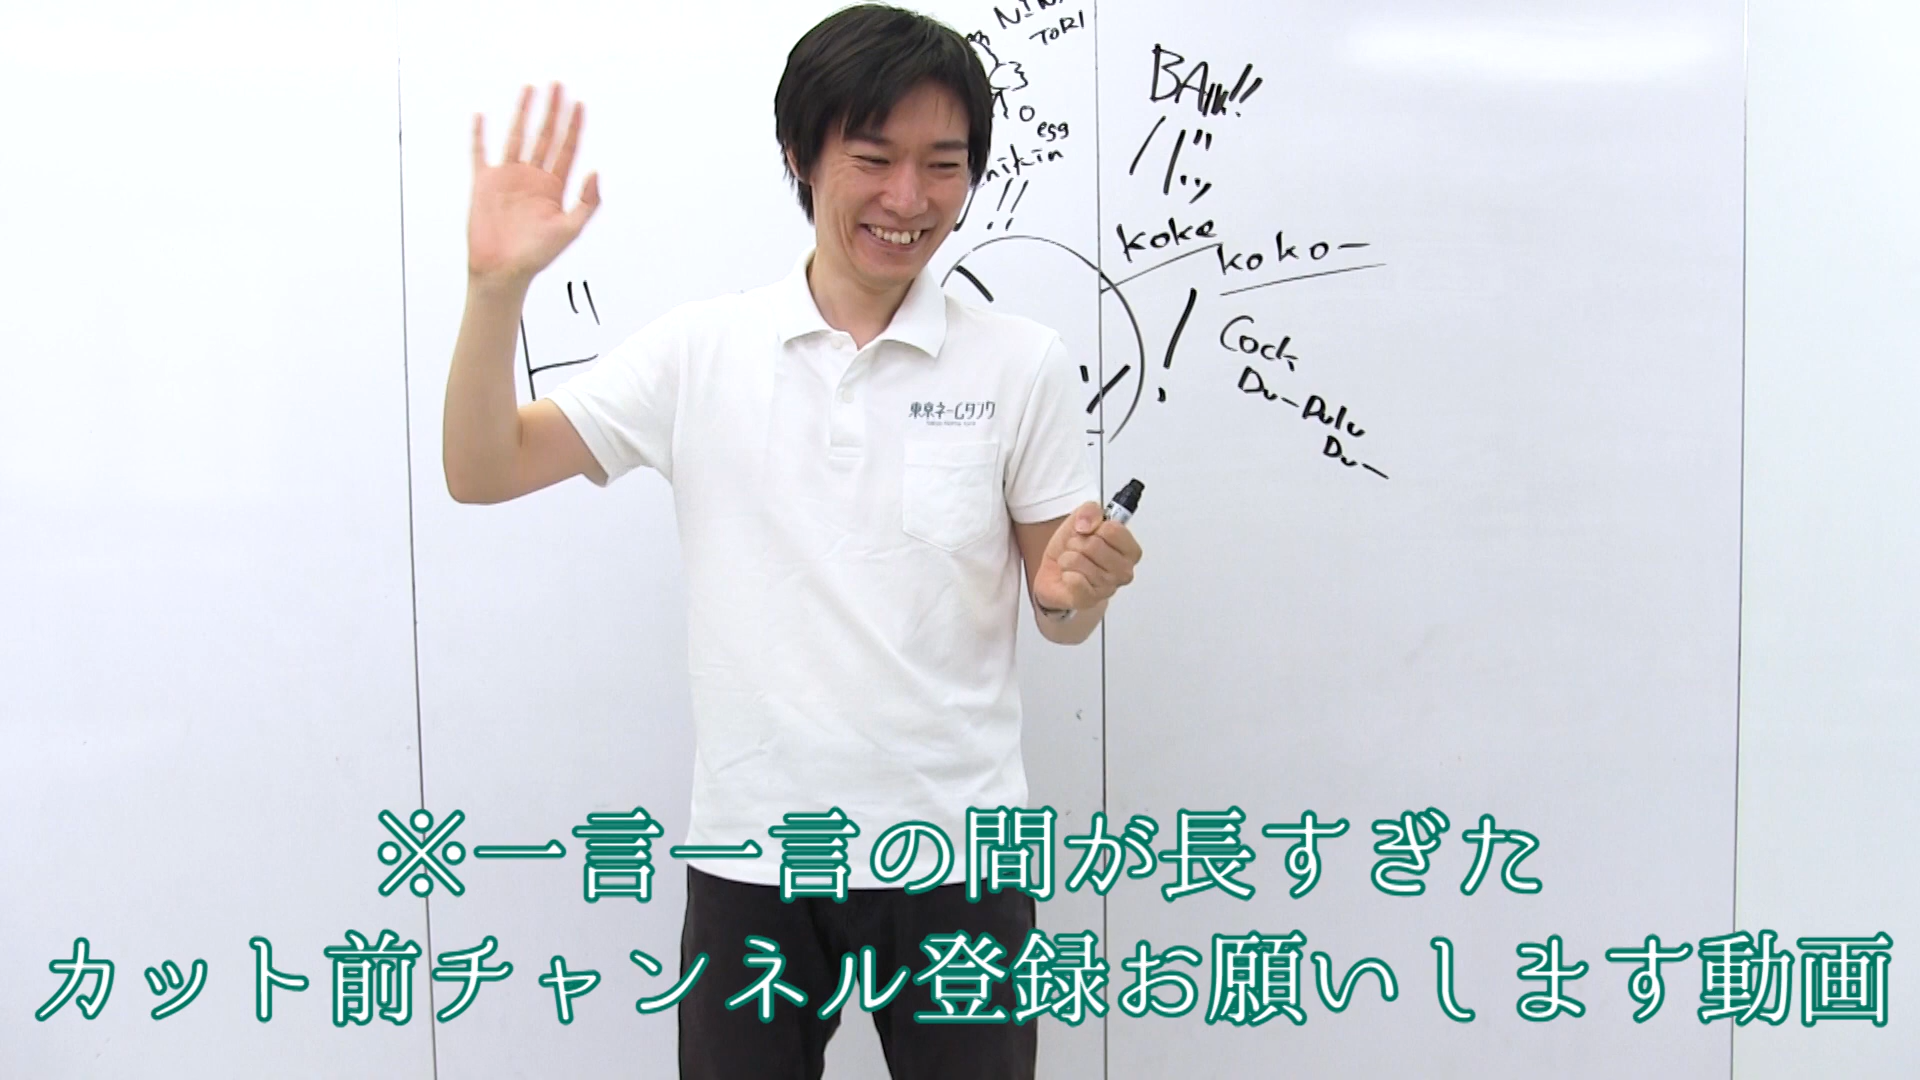 TORI
egg
koke
koko-
Cock
Du-Dulu
Du-
東京ネームタンク
※一言一言の間が長すぎた
カット前チャンネル登録お願いします動画